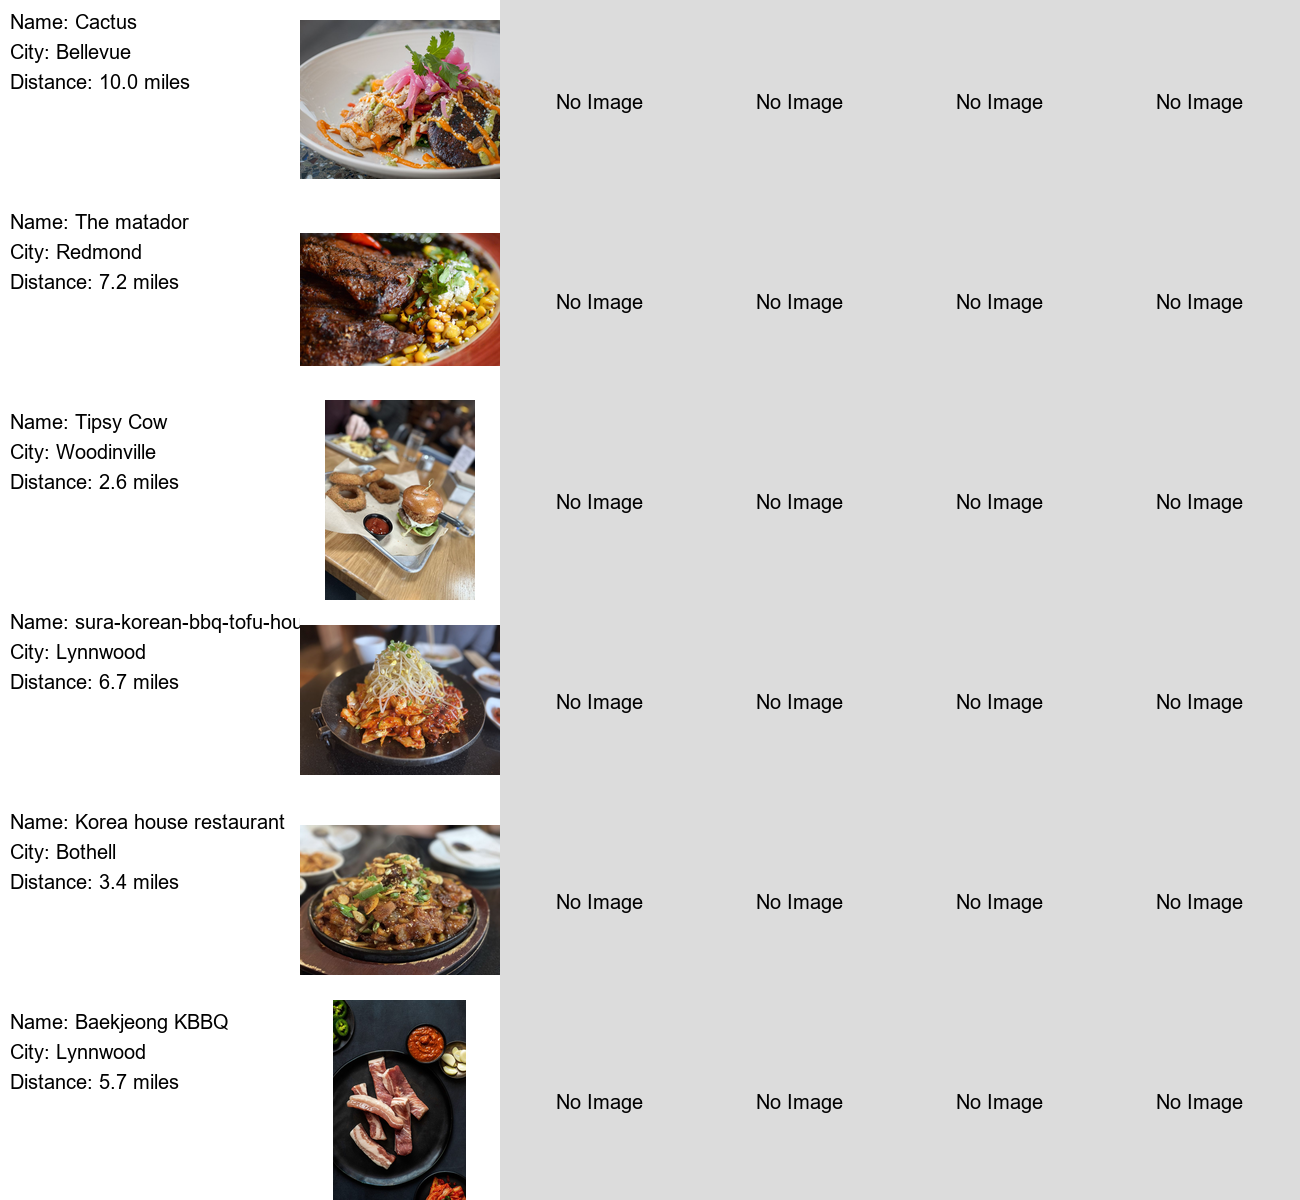 Name: Cactus
City: Bellevue
Distance: 10.0 miles
No Image No Image No Image No Image
Name: The matador
City: Redmond
Distance: 7.2 miles
No Image No Image No Image No Image
Name: Tipsy Cow
City: Woodinville
Distance: 2.6 miles
No Image No Image No Image No Image
Name: sura-korean-bbq-tofu-hou
City: Lynnwood
Distance: 6.7 miles
No Image No Image No Image No Image
Name: Korea house restaurant
City: Bothell
Distance: 3.4 miles
No Image No Image No Image No Image
Name: Baekjeong KBBQ
City: Lynnwood
Distance: 5.7 miles
No Image No Image No Image No Image